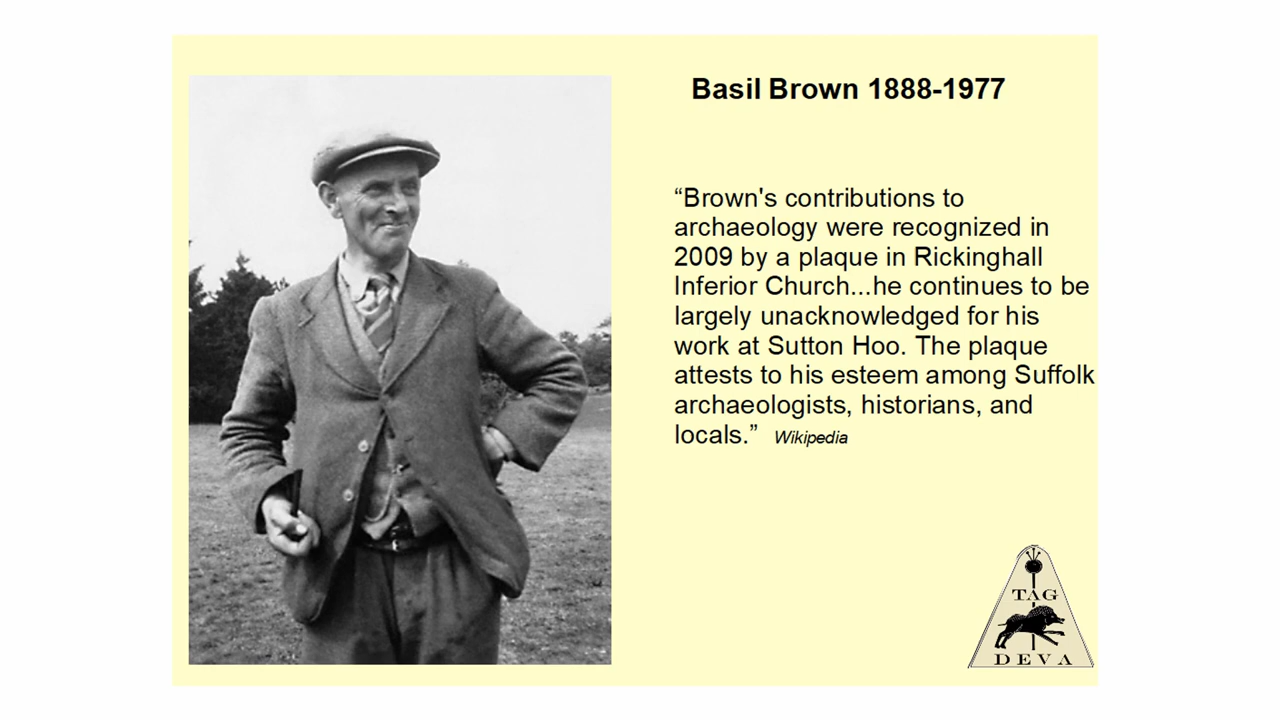 Basil Brown 1888-1977
“Brown's contributions to
archaeology were recognized in
2009 by a plaque in Rickinghall
Inferior Church...he continues to be
largely unacknowledged for his
work at Sutton Hoo. The plaque
attests to his esteem among Suffolk
archaeologists, historians, and
locals.” Wikipedia
TAG
DEVA